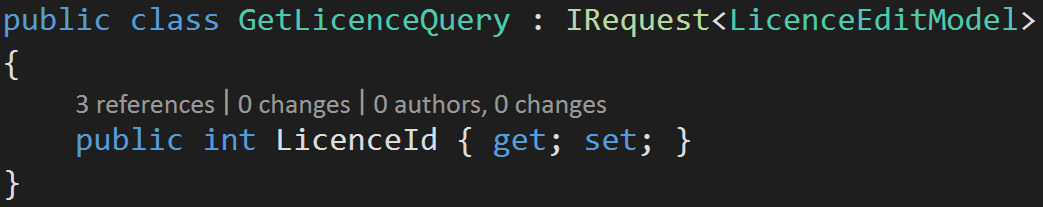 public class GetLicenceQuery : IRequest<LicenceEditModel>
{
3 references | 0 changes | 0 authors, 0 changes
public int LicenceId { get; set; }
}